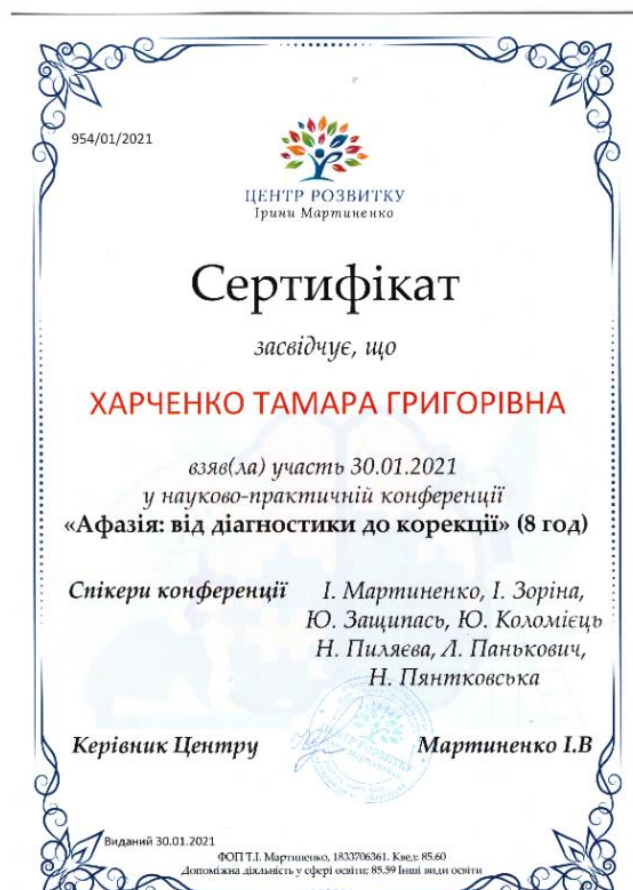 954/01/2021
ЦЕНТР РОЗВИТКУ
Ірини Мартиненко
Сертифікат
засвідчує, що
ХАРЧЕНКО ТАМАРА ГРИГОРІВНА
взяв(ла) участь 30.01.2021
у науково-практичній конференції
«Афазія: від діагностики до корекції» (8 год)
Спікери конференції І. Мартиненко, І. Зоріна,
Ю. Защипась, Ю. Коломієць
Н. Пиляєва, Л. Панькович,
Н. Пянтковська
Керівник Центру Мартиненко І.В
Виданий 30.01.2021
ФОП Т.І. Мартиненко, 1833706361. Квед: 85.60
Допоміжна діяльність у сфері освіти; 85.59 Інші види освіти